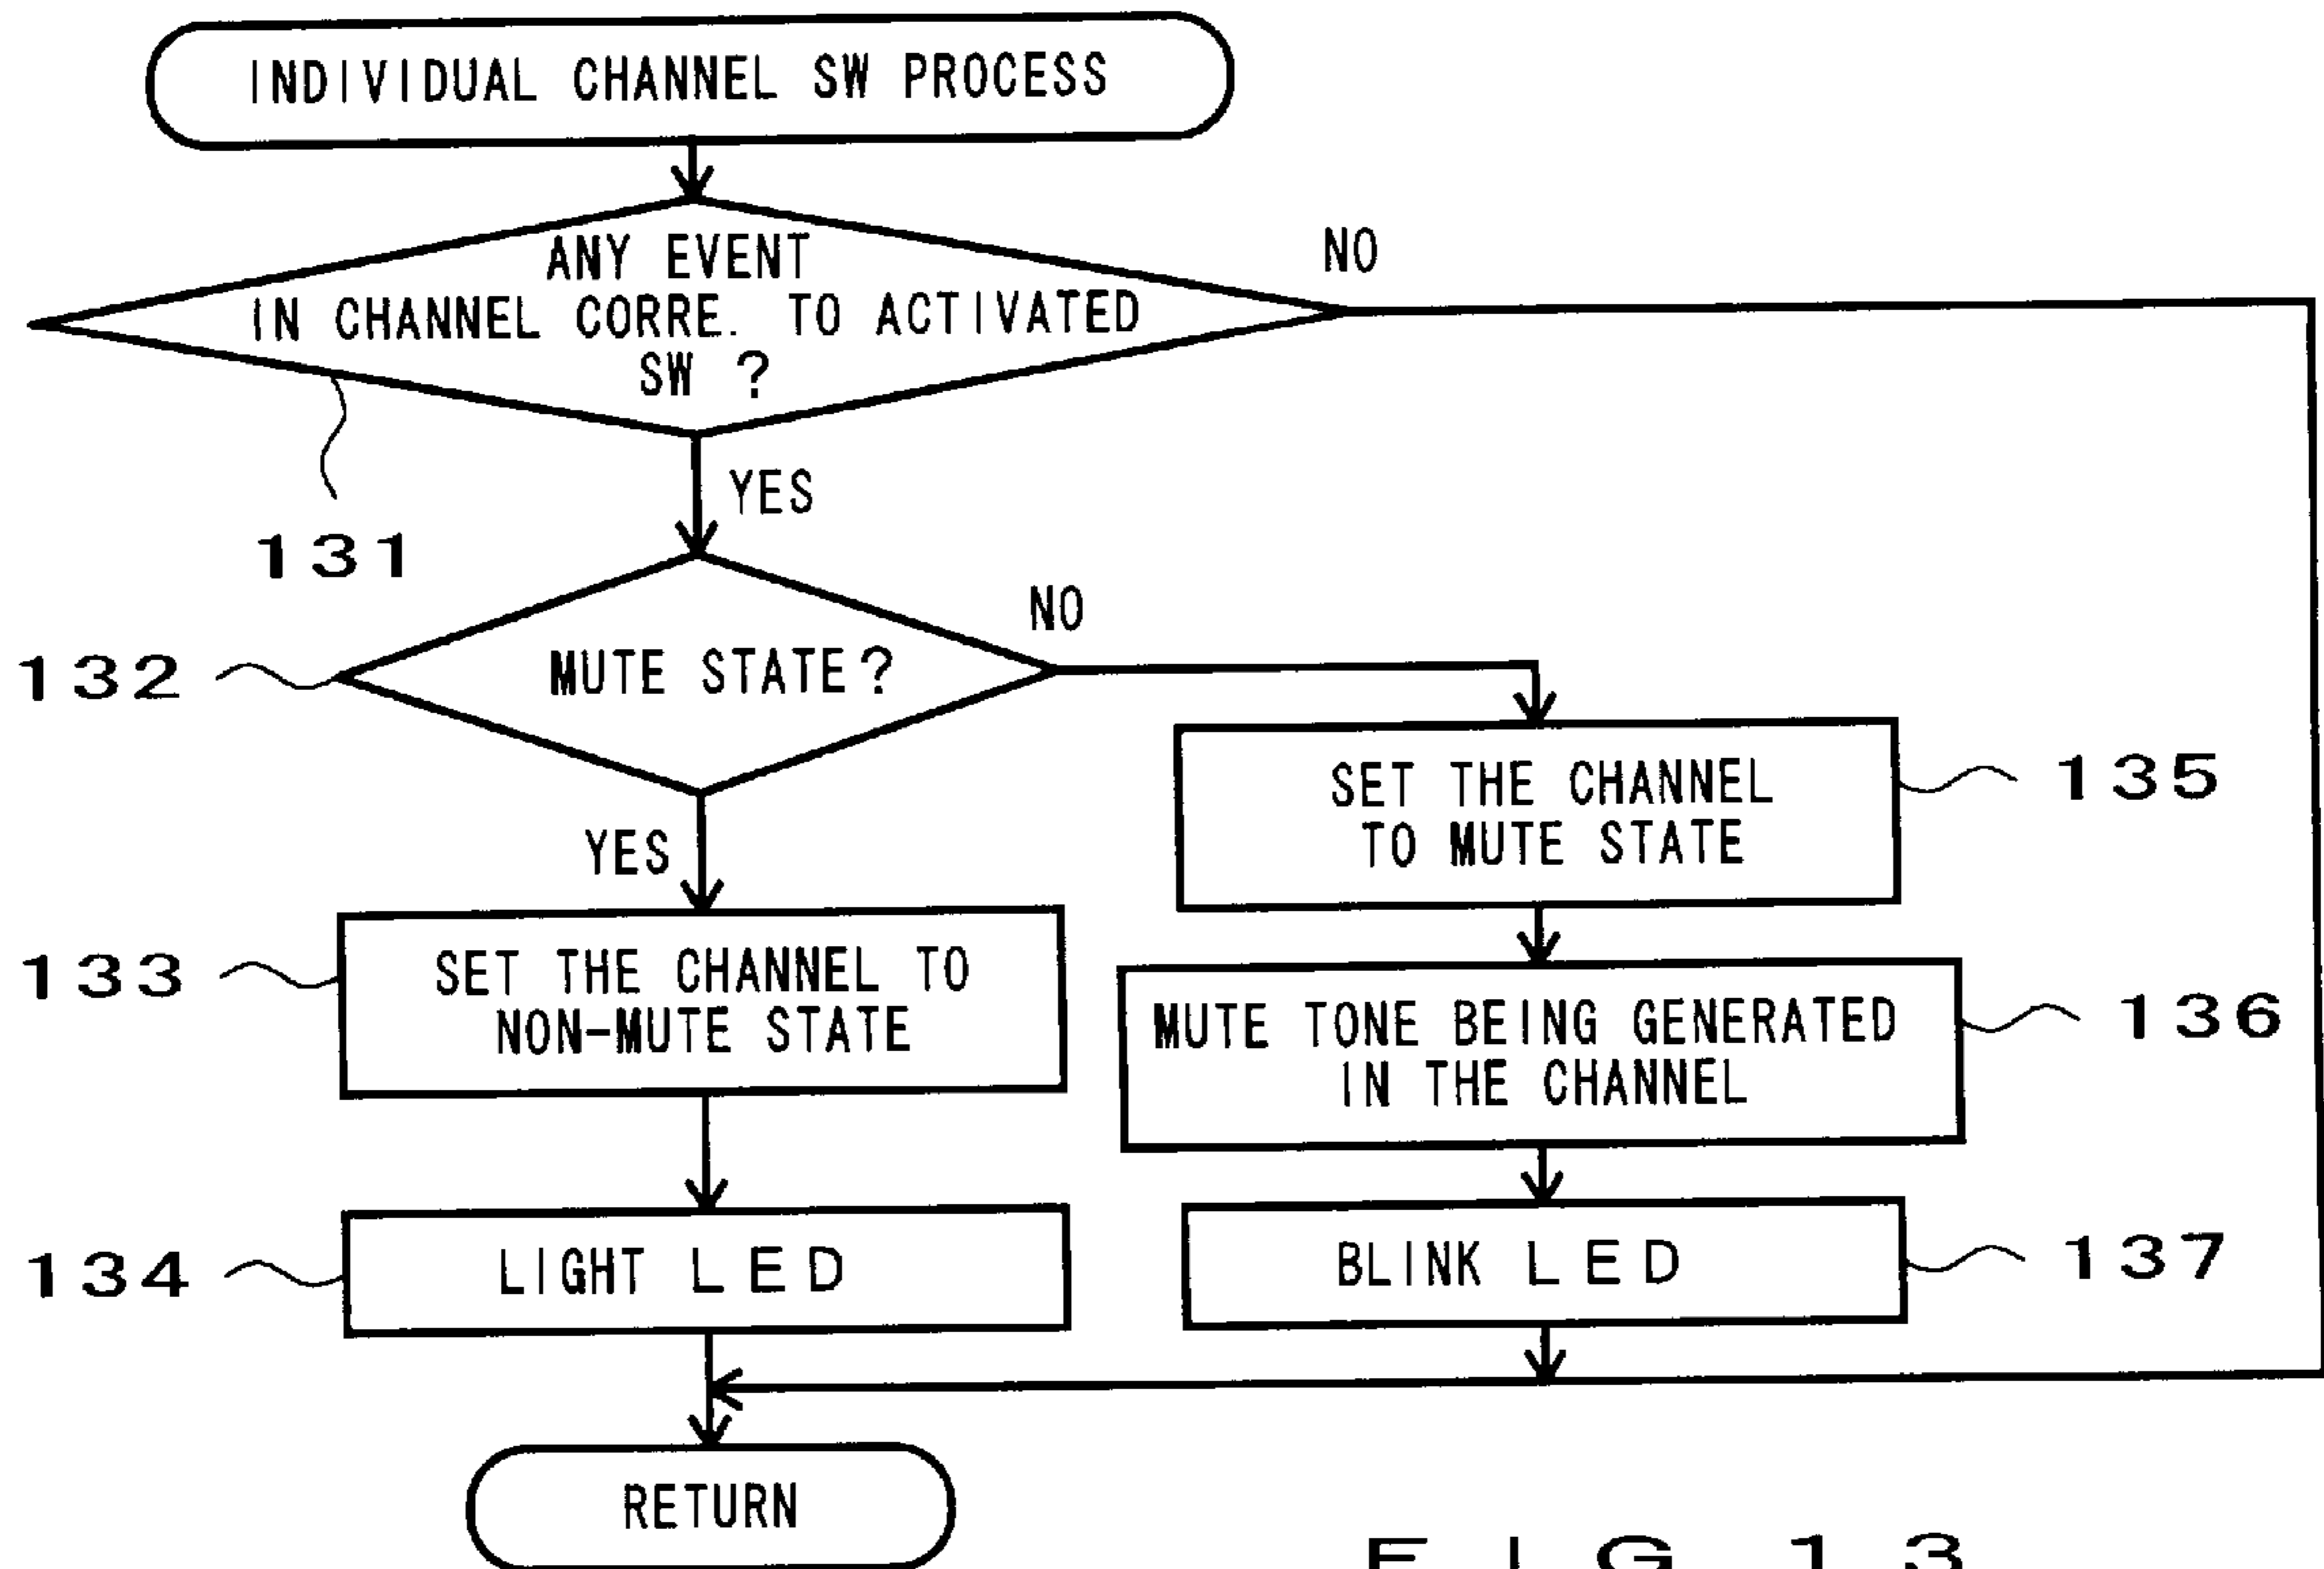 INDIVIDUAL CHANNEL SW PROCESS
ANY EVENT
IN CHANNEL CORRE. TO ACTIVATED
SW ?
NO
YES
131
132
MUTE STATE?
NO
YES
133
SET THE CHANNEL TO
NON-MUTE STATE
134
LIGHT LED
SET THE CHANNEL
TO MUTE STATE
135
MUTE TONE BEING GENERATED
IN THE CHANNEL
136
BLINK LED
137
RETURN
FIG 13